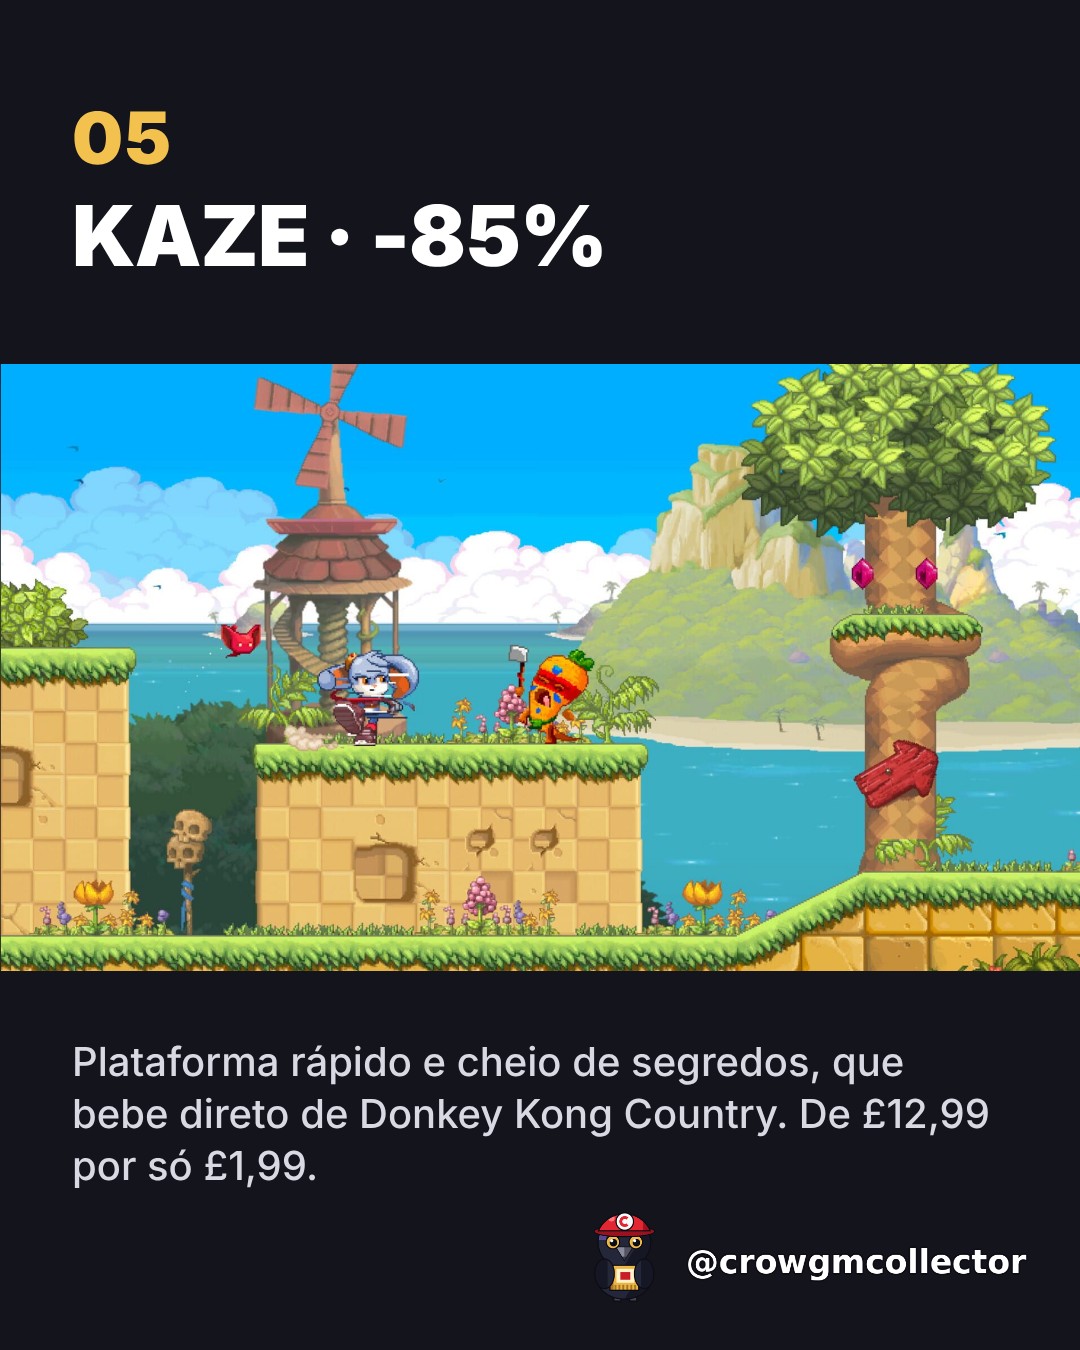 05
KAZE · -85%
Plataforma rápido e cheio de segredos, que
bebe direto de Donkey Kong Country. De £12,99
por só £1,99.
C
@crowgmcollector